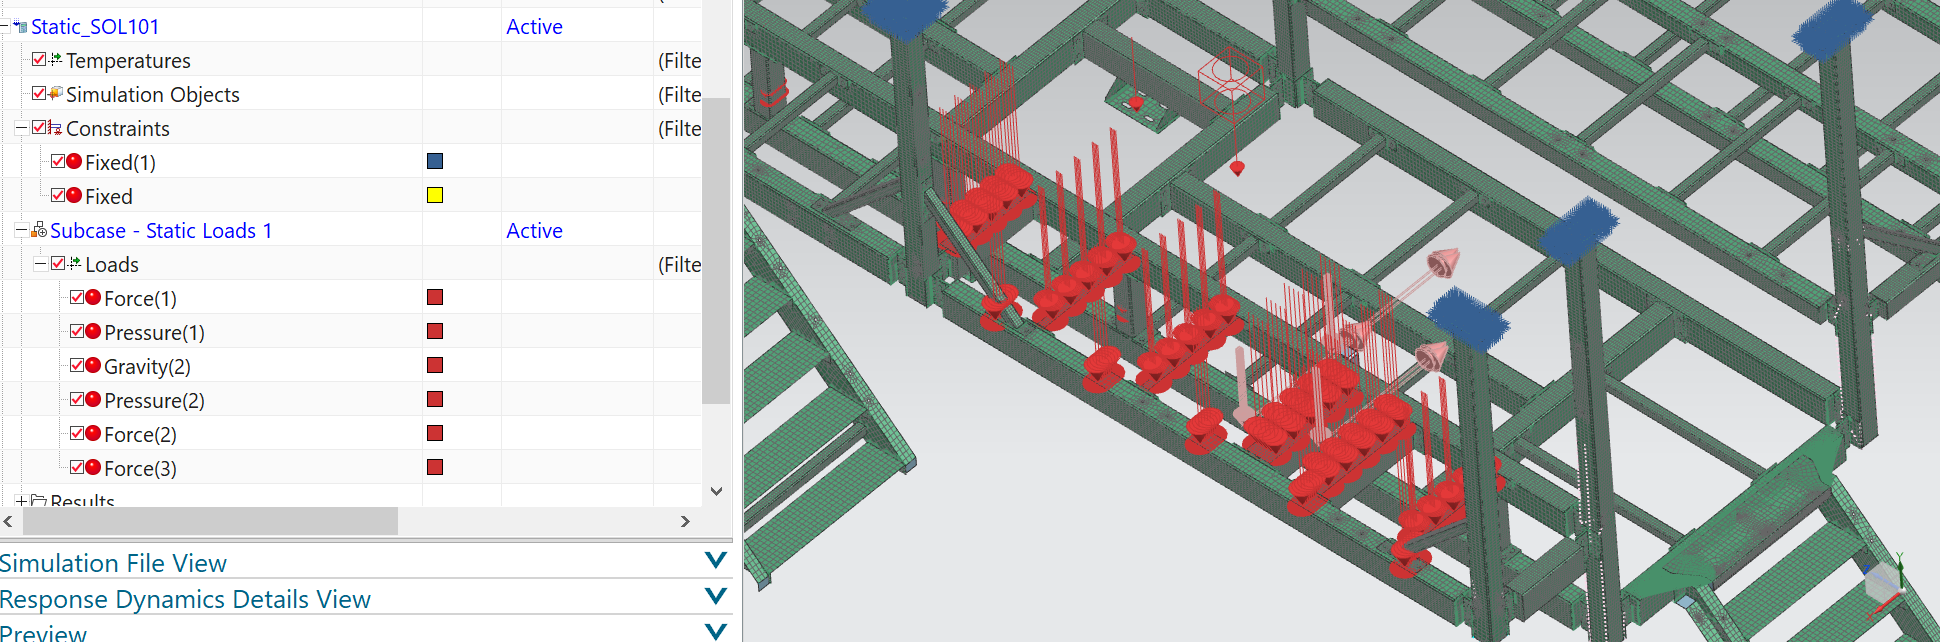 Static_SOL101 Active
Temperatures (Filte
Simulation Objects (Filte
Constraints (Filte
Fixed(1)
Fixed
Subcase - Static Loads 1 Active
Loads (Filte
Force(1)
Pressure(1)
Gravity(2)
Pressure(2)
Force(2)
Force(3)
Results
Simulation File View
Response Dynamics Details View
Preview
Y
Z
X